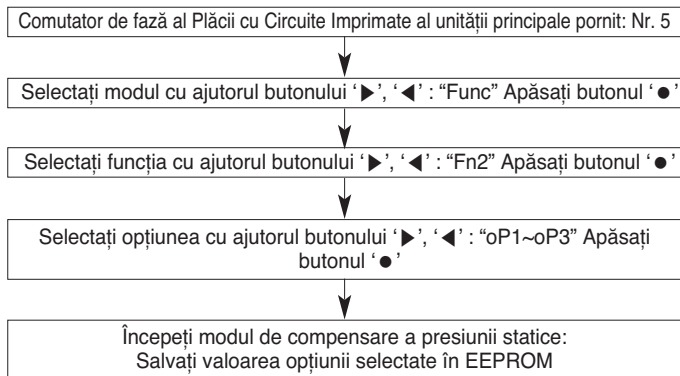 Comutator de fază al Plăcii cu Circuite Imprimate al unității principale pornit: Nr. 5
Selectați modul cu ajutorul butonului ‘▶’, ‘◀’ : “Func” Apăsați butonul ‘●’
Selectați funcția cu ajutorul butonului ‘▶’, ‘◀’ : “Fn2” Apăsați butonul ‘●’
Selectați opțiunea cu ajutorul butonului ‘▶’, ‘◀’ : “oP1~oP3” Apăsați
butonul ‘●’
Începeți modul de compensare a presiunii statice:
Salvați valoarea opțiunii selectate în EEPROM